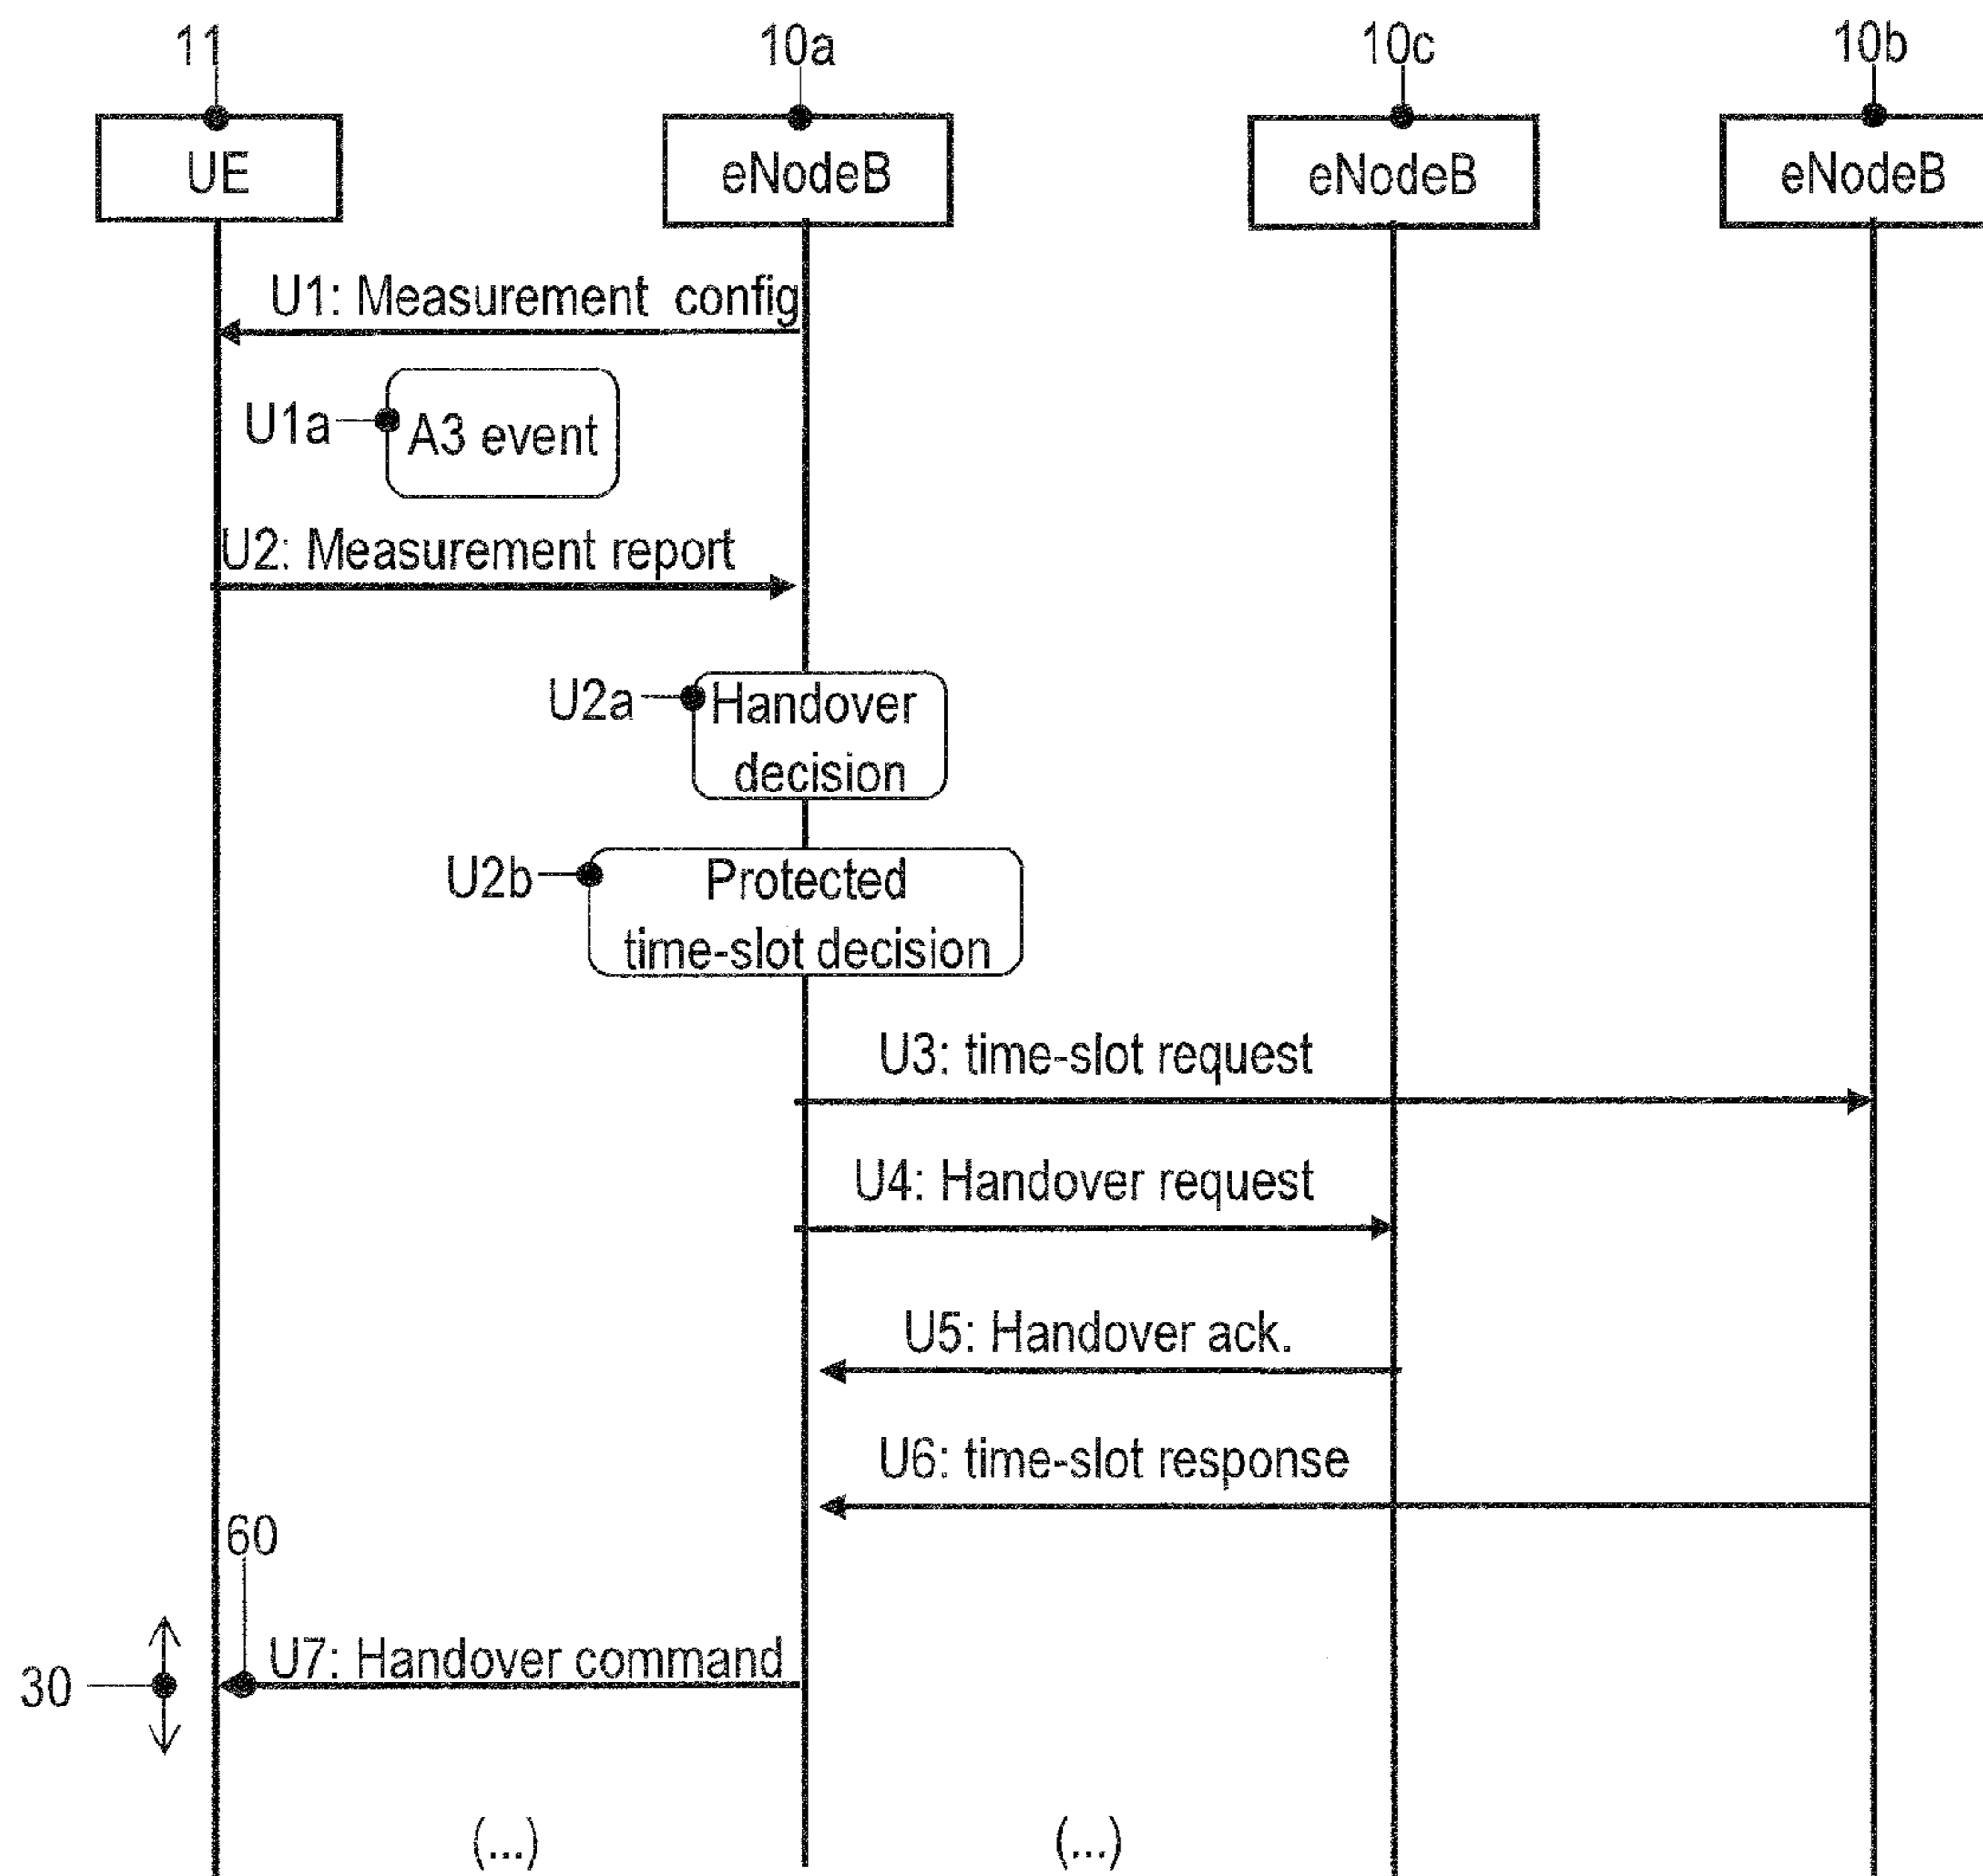 11
10a
10c
10b
UE
eNodeB
eNodeB
eNodeB
U1: Measurement config
U1a
A3 event
U2: Measurement report
U2a
Handover
decision
U2b
Protected
time-slot decision
U3: time-slot request
U4: Handover request
U5: Handover ack.
U6: time-slot response
60
U7: Handover command
30
(...)
(...)